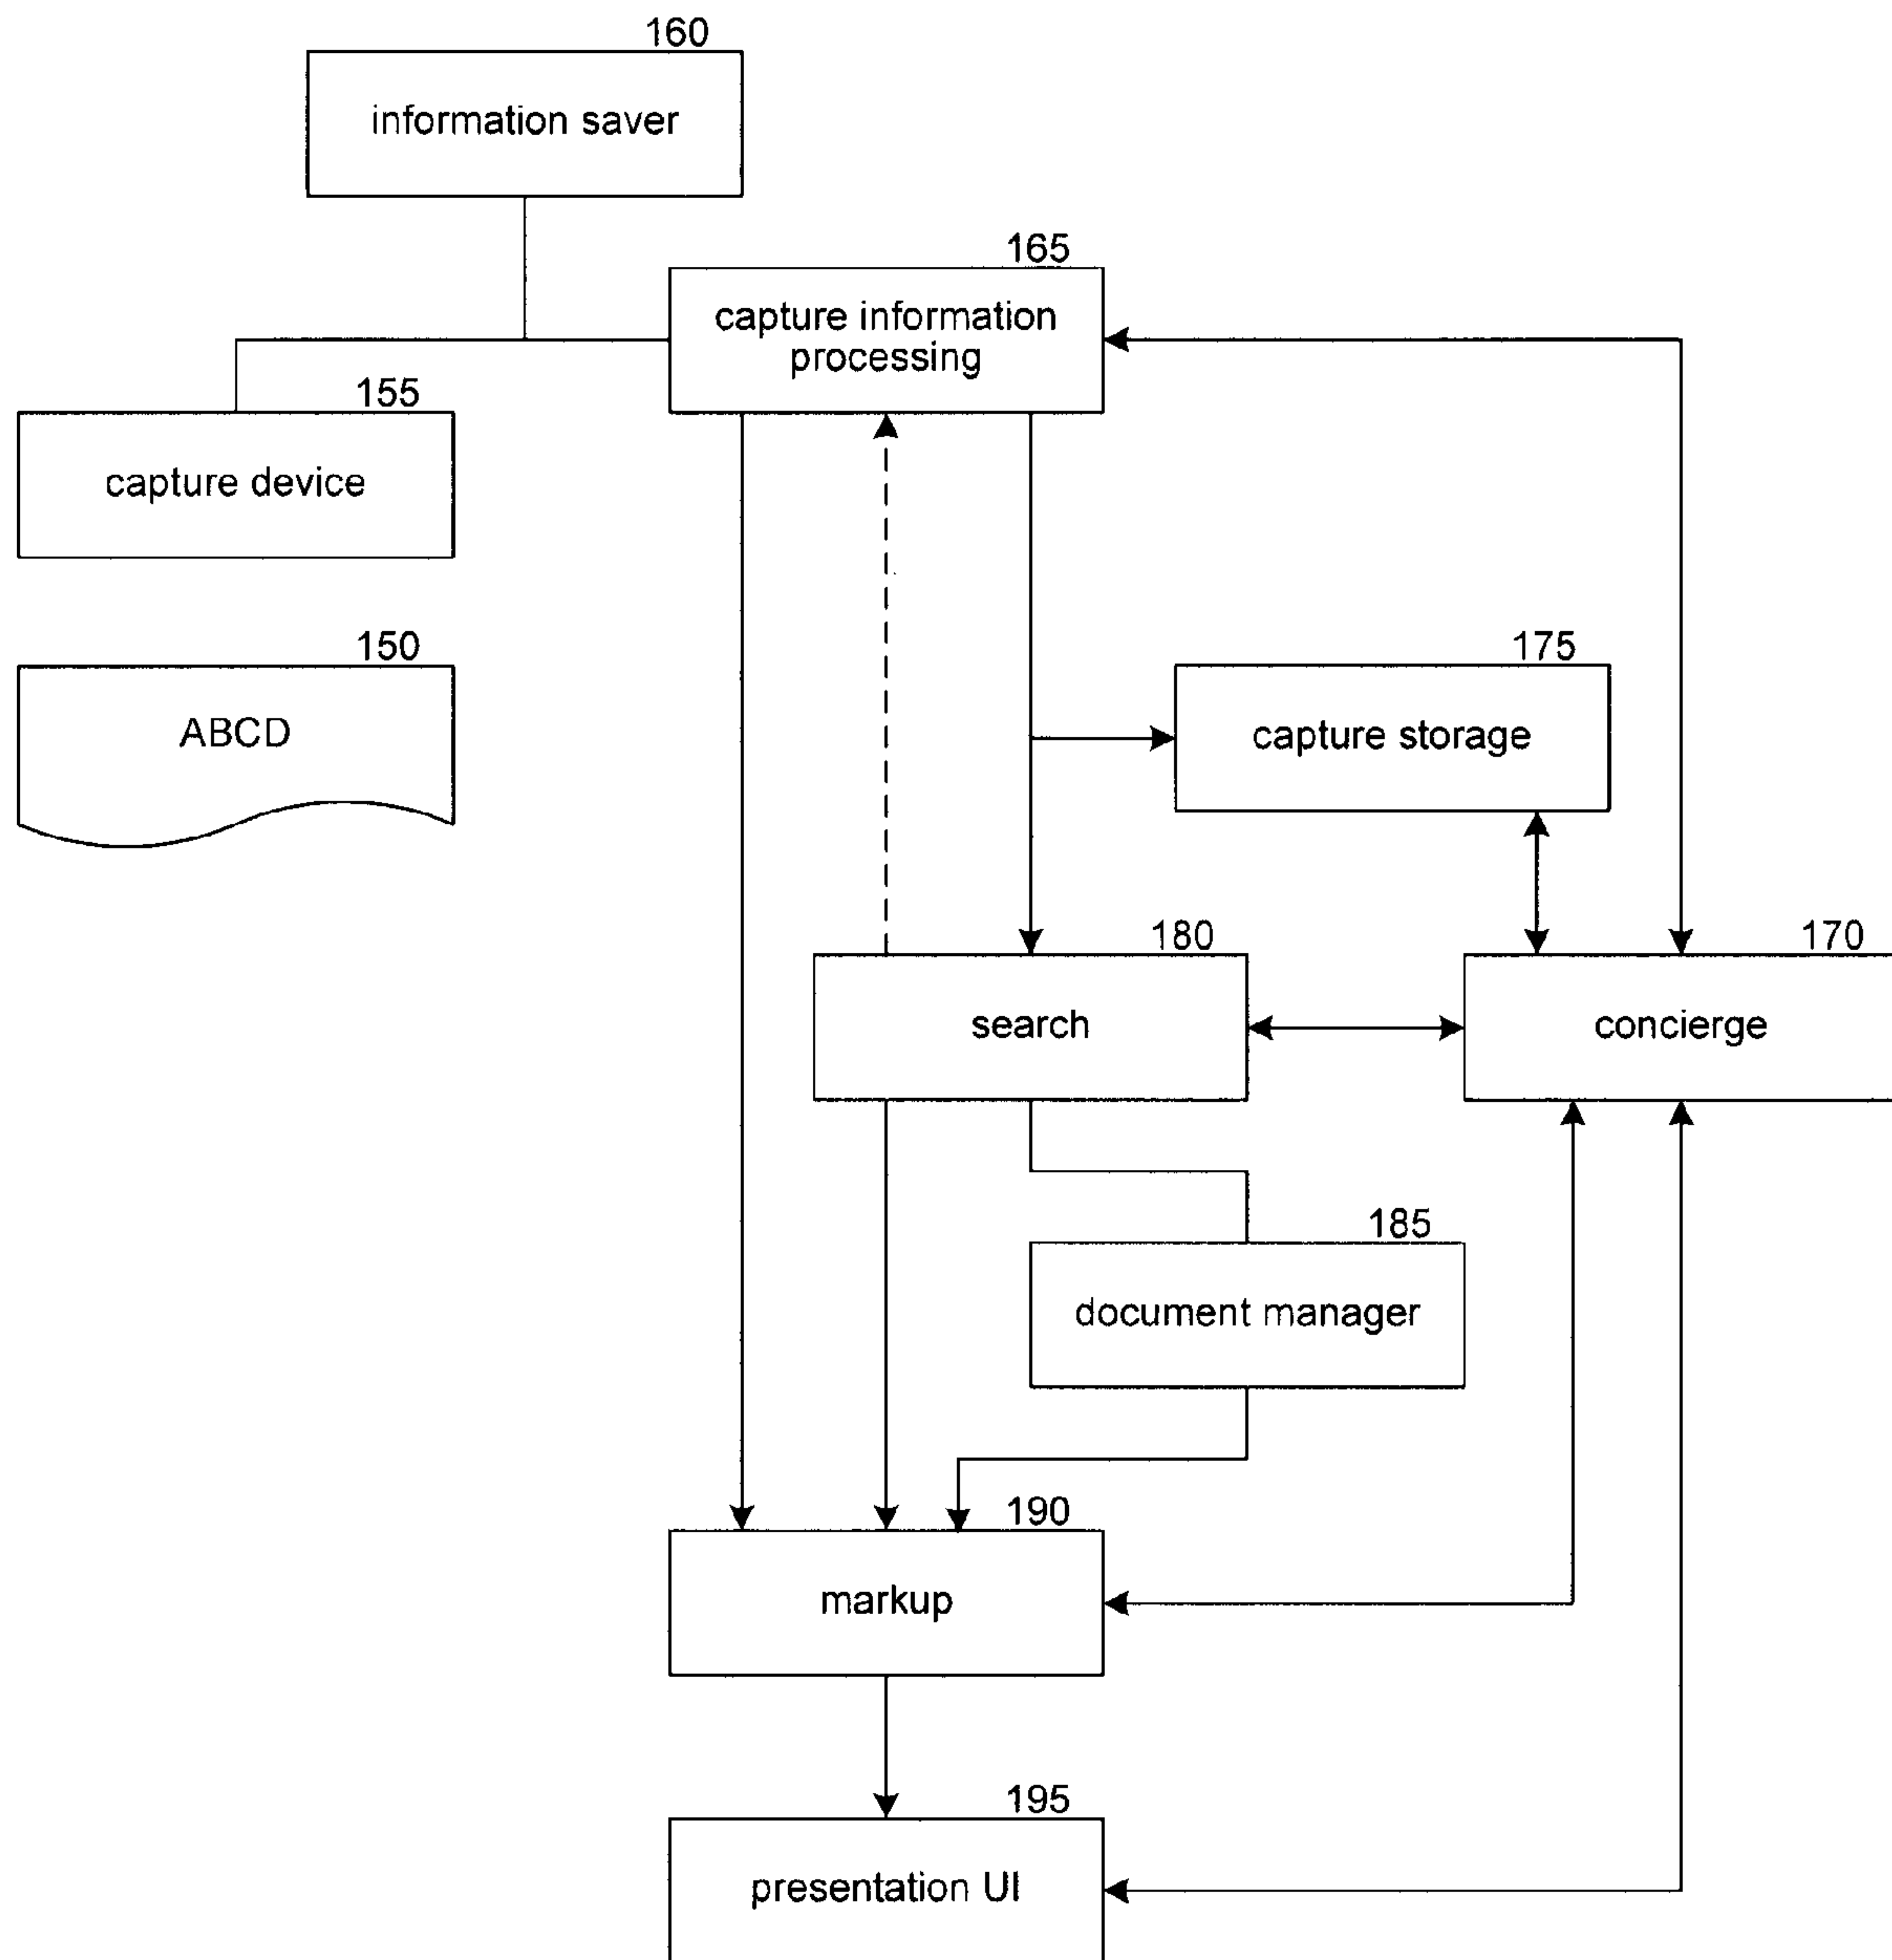 160
information saver
165
capture information
processing
155
capture device
150
ABCD
175
capture storage
180
search
170
concierge
185
document manager
190
markup
195
presentation UI